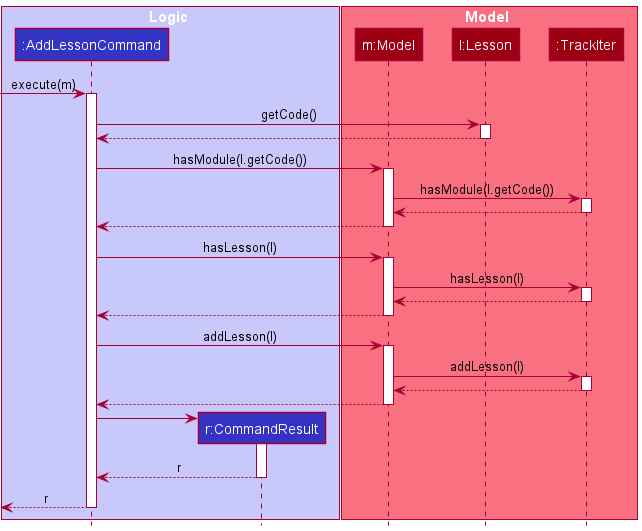 Logic
Model
:AddLessonCommand
m:Model
l:Lesson
:TrackIter
execute(m)
getCode()
hasModule(l.getCode())
hasModule(l.getCode())
hasLesson(l)
hasLesson(l)
addLesson(l)
addLesson(l)
r:CommandResult
r
r